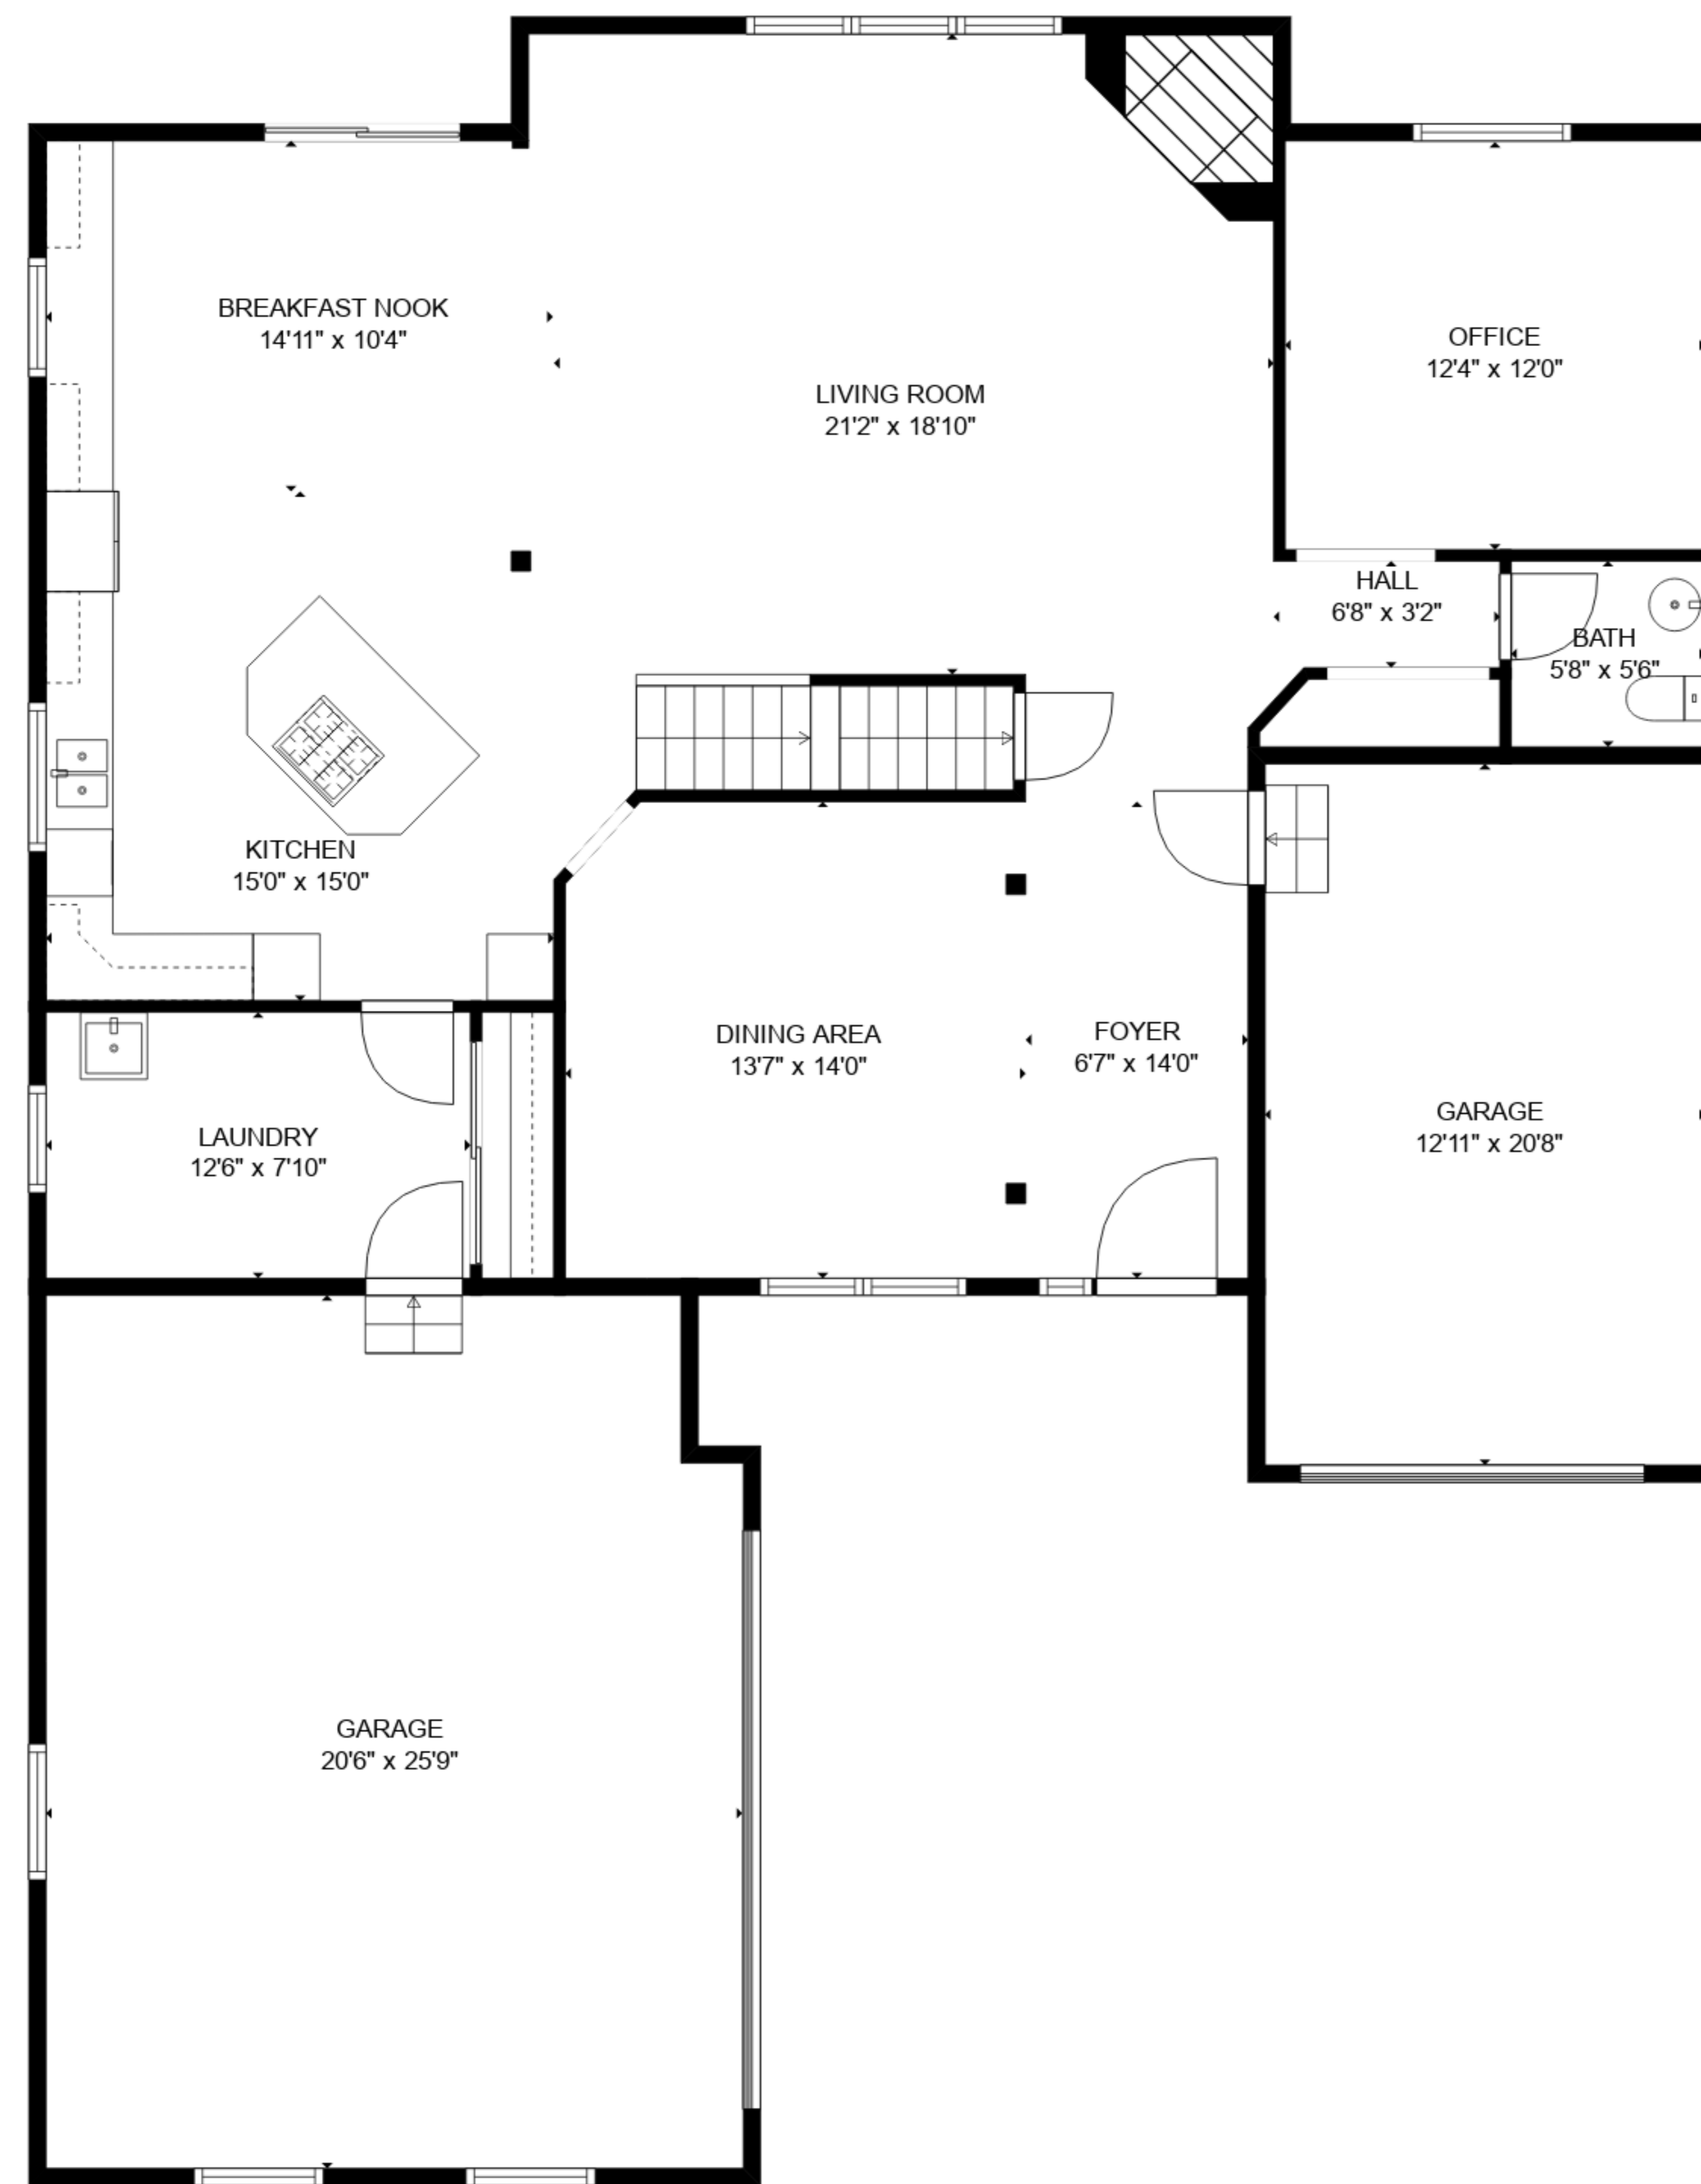 BREAKFAST NOOK
14'11" x 10'4"
OFFICE
12'4" x 12'0"
LIVING ROOM
21'2" x 18'10"
HALL
6'8" x 3'2"
BATH
5'8" x 5'6"
KITCHEN
15'0" x 15'0"
DINING AREA
13'7" x 14'0"
FOYER
6'7" x 14'0"
GARAGE
12'11" x 20'8"
LAUNDRY
12'6" x 7'10"
GARAGE
20'6" x 25'9"